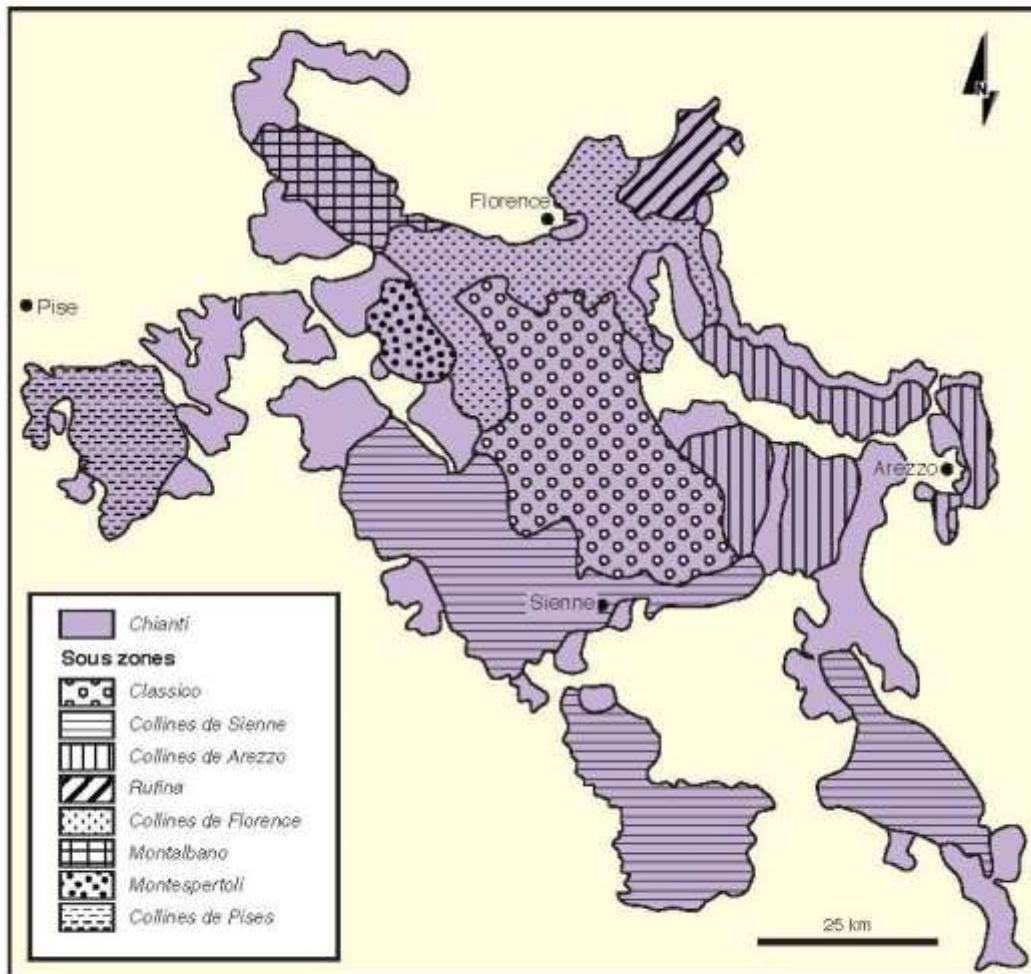 N
Florence
Pise
Arezzo
Sienne
Chianti
Sous zones
Classico
Collines de Sienne
Collines de Arezzo
Rufina
Collines de Florence
Montalbano
Montespertoli
Collines de Pises
25 km